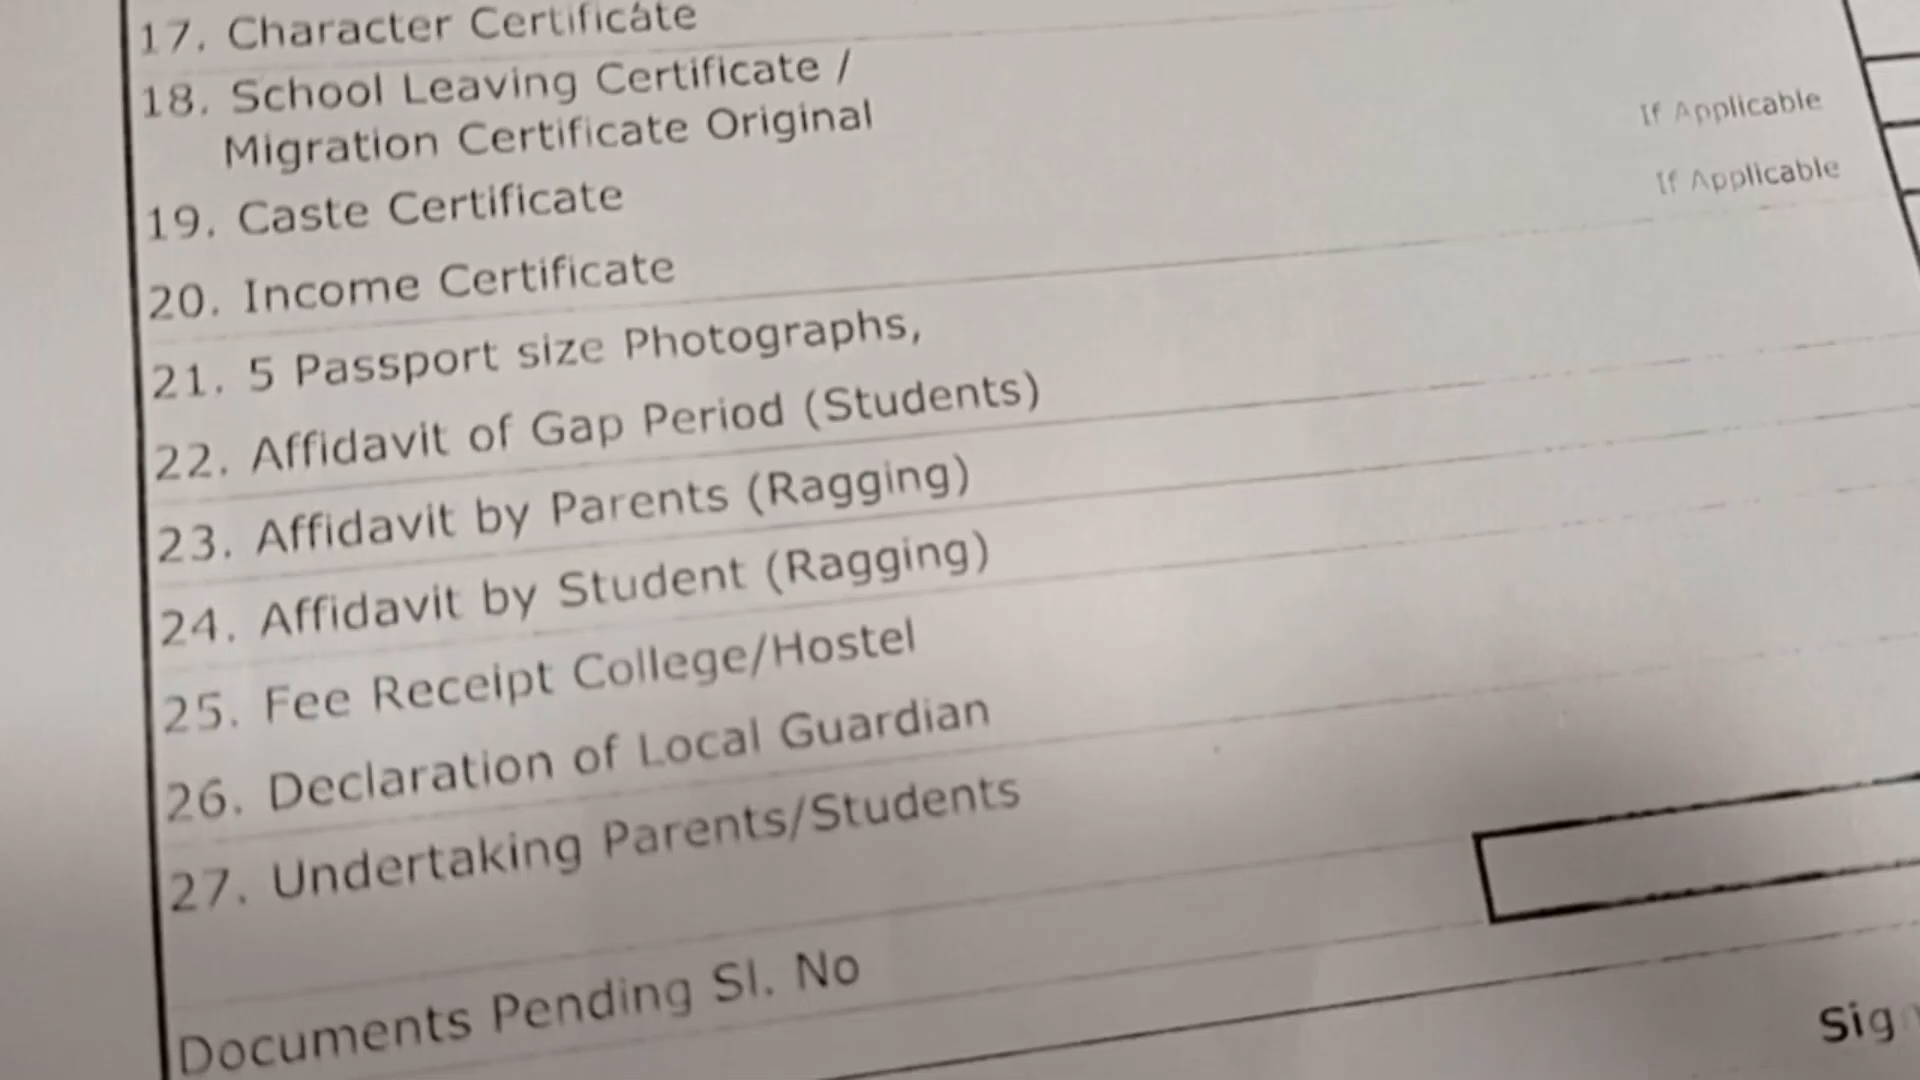 17. Character Certificate
18. School Leaving Certificate /
Migration Certificate Original
19. Caste Certificate If Applicable
20. Income Certificate If Applicable
21. 5 Passport size Photographs,
22. Affidavit of Gap Period (Students)
23. Affidavit by Parents (Ragging)
24. Affidavit by Student (Ragging)
25. Fee Receipt College/Hostel
26. Declaration of Local Guardian
27. Undertaking Parents/Students
Documents Pending Sl. No